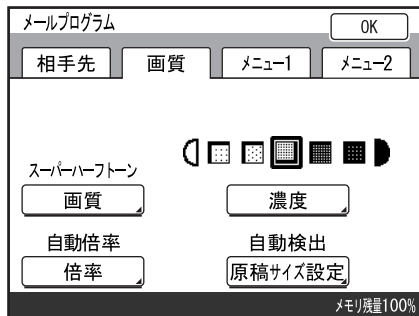 メールプログラム
OK
相手先 画質 メニュー1 メニュー2
スーパーハーフトーン
画質 濃度
自動倍率 自動検出
倍率 原稿サイズ設定
メモリ残量100%